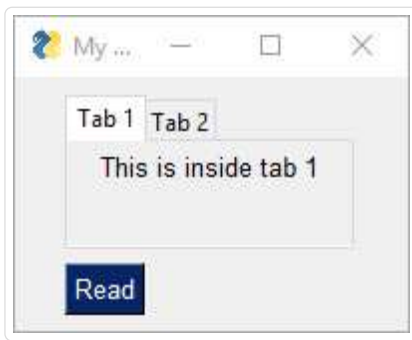 My ...
Tab 1 Tab 2
This is inside tab 1
Read